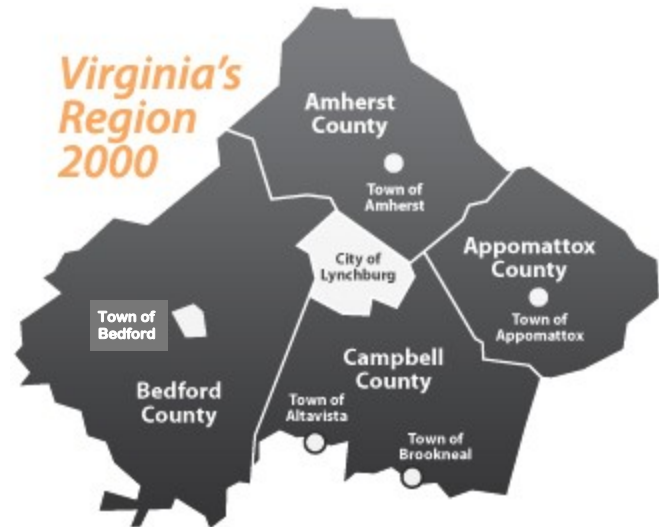 Virginia's
Region
2000
Amherst
County
Town of
Amherst
Appomattox
County
Town of
Appomattox
City of
Lynchburg
Town of
Bedford
Bedford
County
Campbell
County
Town of
Altavista
Town of
Brookneal